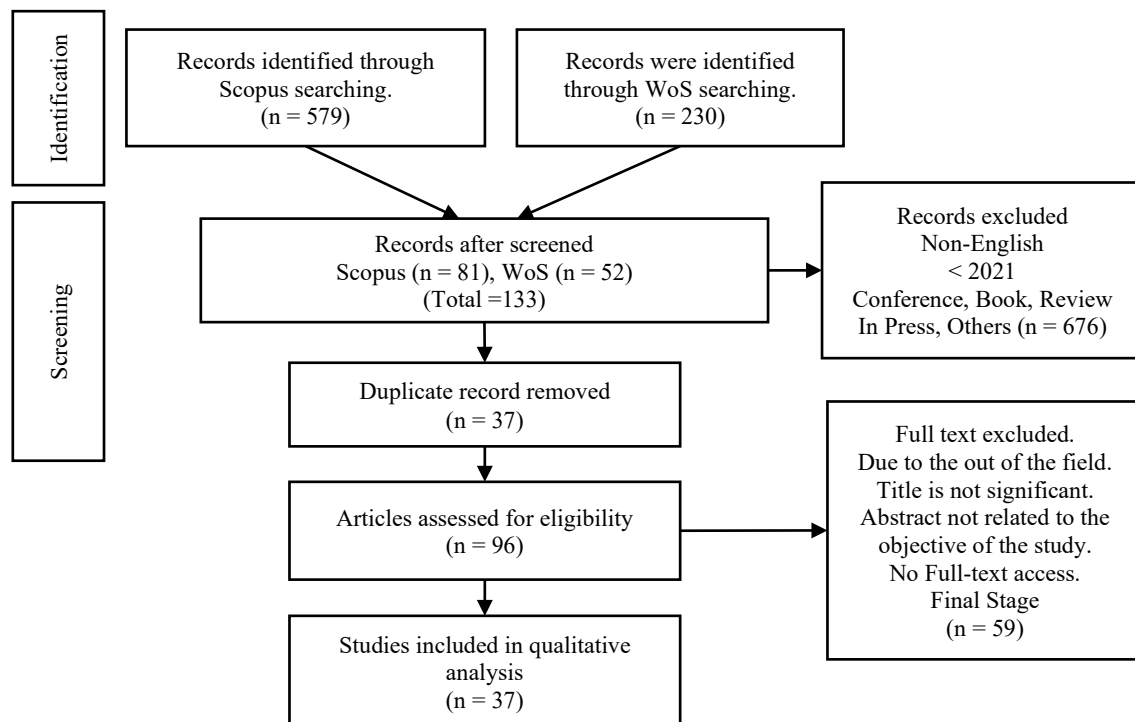 Identification
Records identified through
Scopus searching.
(n = 579)
Records were identified
through WoS searching.
(n = 230)
Screening
Records after screened
Scopus (n = 81), WoS (n = 52)
(Total =133)
Records excluded
Non-English
< 2021
Conference, Book, Review
In Press, Others (n = 676)
Duplicate record removed
(n = 37)
Articles assessed for eligibility
(n = 96)
Full text excluded.
Due to the out of the field.
Title is not significant.
Abstract not related to the
objective of the study.
No Full-text access.
Final Stage
(n = 59)
Studies included in qualitative
analysis
(n = 37)